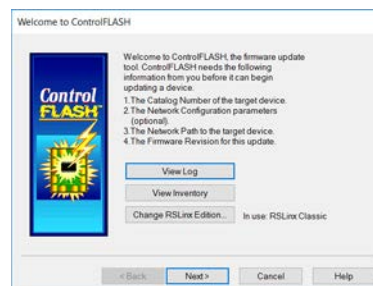 Welcome to ControlFLASH
Control
FLASH
Welcome to ControlFLASH, the firmware update
tool. ControlFLASH needs the following
information from you before it can begin
updating a device.
1.The Catalog Number of the target device.
2.The Network Configuration parameters
(optional).
3.The Network Path to the target device.
4.The Firmware Revision for this update.
View Log
View Inventory
Change RSLinx Edition...
In use: RSLinx Classic
< Back
Next >
Cancel
Help